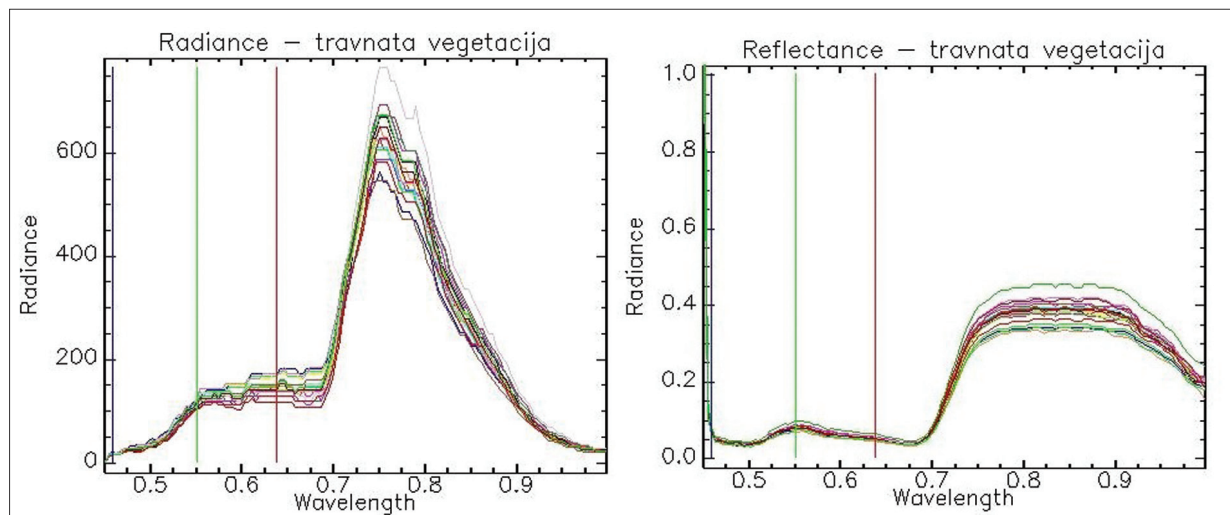 Radiance – travnata vegetacija
Radiance
600
400
200
0
0.5 0.6 0.7 0.8 0.9
Wavelength
Reflectance – travnata vegetacija
Radiance
1.0
0.8
0.6
0.4
0.2
0.0
0.5 0.6 0.7 0.8 0.9
Wavelength